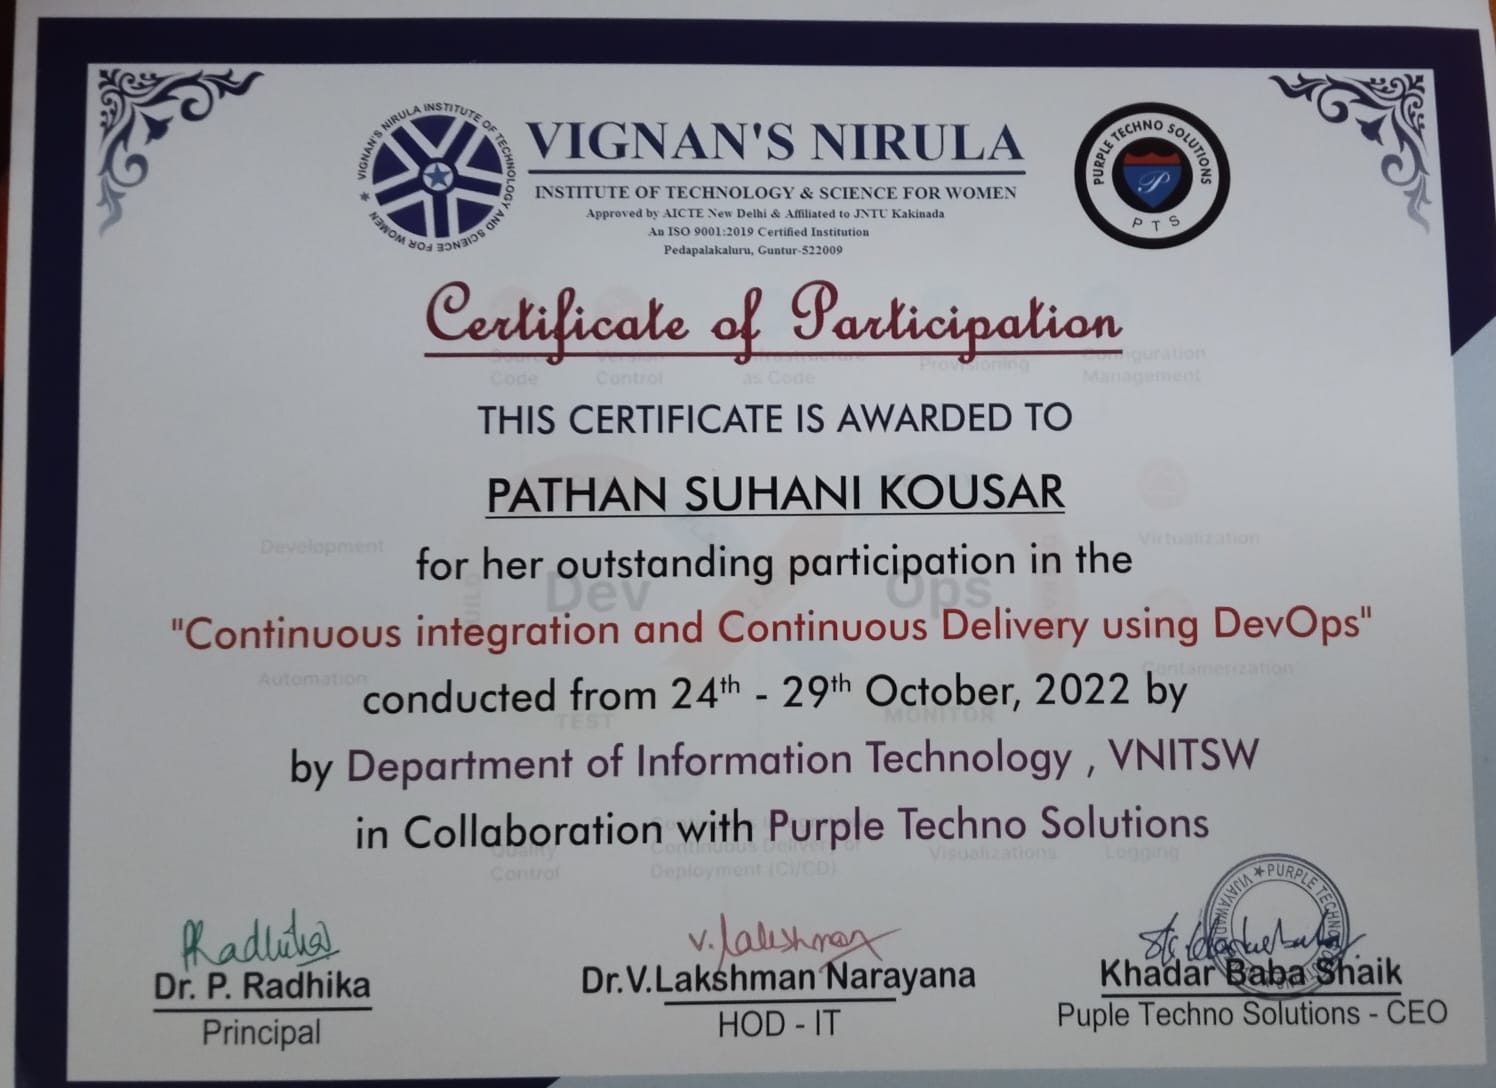 VIGNAN'S NIRULA INSTITUTE OF TECHNOLOGY AND SCIENCE FOR WOMEN
VIGNAN'S NIRULA
INSTITUTE OF TECHNOLOGY & SCIENCE FOR WOMEN
Approved by AICTE New Delhi & Affiliated to JNTU Kakinada
An ISO 9001:2019 Certified Institution
Pedapalakaluru, Guntur-522009
PURPLE TECHNO SOLUTIONS
P
PTS
Certificate of Participation
Source Code
Version Control
Infrastructure as Code
Provisioning
Configuration Management
THIS CERTIFICATE IS AWARDED TO
PATHAN SUHANI KOUSAR
Development
Virtualization
for her outstanding participation in the
Dev
Ops
BUILD
"Continuous integration and Continuous Delivery using DevOps"
Automation
Containerization
conducted from 24th - 29th October, 2022 by
TEST
MONITOR
by Department of Information Technology , VNITSW
in Collaboration with Purple Techno Solutions
Quality Control
Continuous Delivery or
Deployment (CI/CD)
Visualizations
Logging
PRadhika
V. Lakshman
PURPLE TECHNO
VIJAYAWADA
Dr. P. Radhika
Principal
Dr.V.Lakshman Narayana
HOD - IT
Khadar Baba Shaik
Puple Techno Solutions - CEO